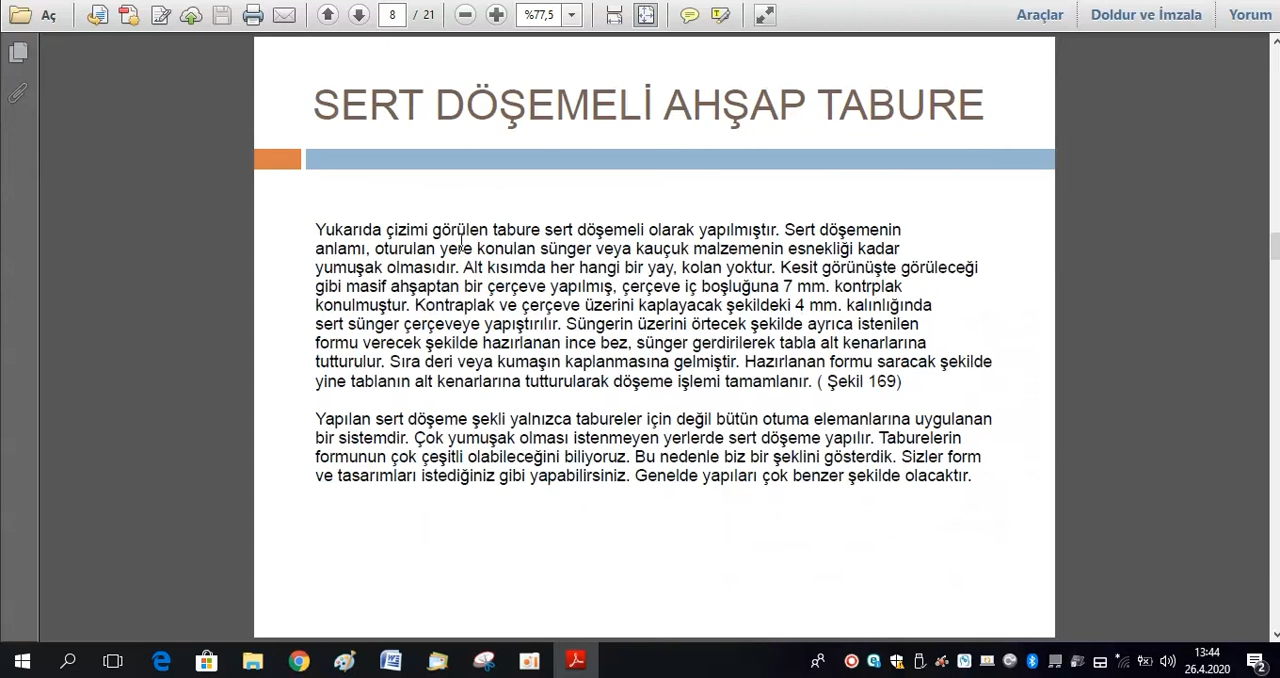 Aç
8 / 21
%77,5
Araçlar
Doldur ve İmzala
Yorum
SERT DÖŞEMELİ AHŞAP TABURE
Yukarıda çizimi görülen tabure sert döşemeli olarak yapılmıştır. Sert döşemenin
anlamı, oturulan yere konulan sünger veya kauçuk malzemenin esnekliği kadar
yumuşak olmasıdır. Alt kısımda her hangi bir yay, kolan yoktur. Kesit görünüşte görüleceği
gibi masif ahşaptan bir çerçeve yapılmış, çerçeve iç boşluğuna 7 mm. kontrplak
konulmuştur. Kontraplak ve çerçeve üzerini kaplayacak şekildeki 4 mm. kalınlığında
sert sünger çerçeveye yapıştırılır. Süngerin üzerini örtecek şekilde ayrıca istenilen
formu verecek şekilde hazırlanan ince bez, sünger gerdirilerek tabla alt kenarlarına
tutturulur. Sıra deri veya kumaşın kaplanmasına gelmiştir. Hazırlanan formu saracak şekilde
yine tablanın alt kenarlarına tutturularak döşeme işlemi tamamlanır. ( Şekil 169)
Yapılan sert döşeme şekli yalnızca tabureler için değil bütün otuma elemanlarına uygulanan
bir sistemdir. Çok yumuşak olması istenmeyen yerlerde sert döşeme yapılır. Taburelerin
formunun çok çeşitli olabileceğini biliyoruz. Bu nedenle biz bir şeklini gösterdik. Sizler form
ve tasarımları istediğiniz gibi yapabilirsiniz. Genelde yapıları çok benzer şekilde olacaktır.
13:44
26.4.2020
2